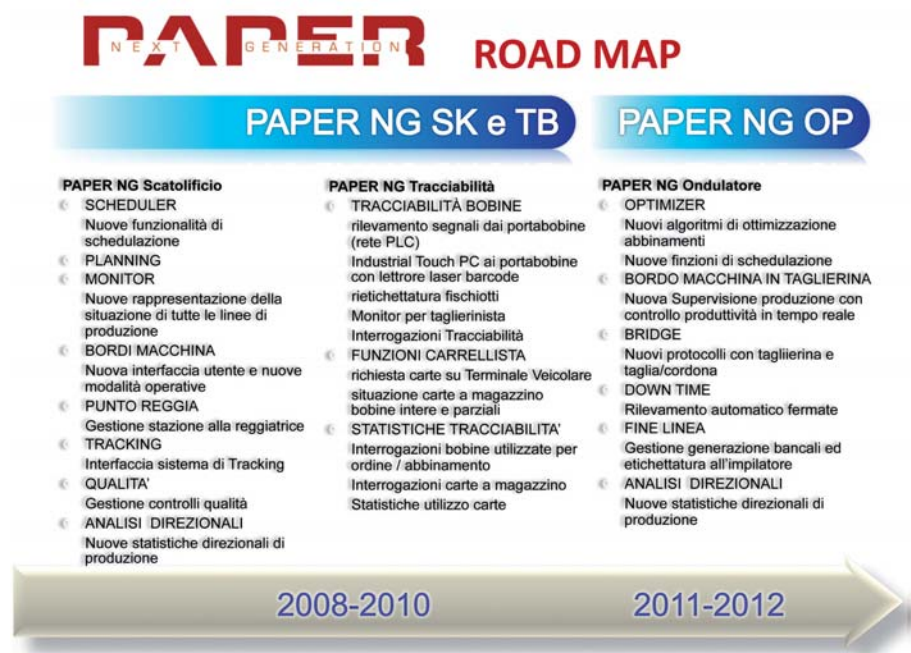 PAPER
NEXT GENERATION
ROAD MAP
PAPER NG SK e TB
PAPER NG OP
PAPER NG Scatolificio
SCHEDULER
Nuove funzionalità di
schedulazione
PLANNING
MONITOR
Nuove rappresentazione della
situazione di tutte le linee di
produzione
BORDI MACCHINA
Nuova interfaccia utente e nuove
modalità operative
PUNTO REGGIA
Gestione stazione alla reggiatrice
TRACKING
Interfaccia sistema di Tracking
QUALITA'
Gestione controlli qualità
ANALISI DIREZIONALI
Nuove statistiche direzionali di
produzione
PAPER NG Tracciabilità
TRACCIABILITÀ BOBINE
rilevamento segnali dai portabobine
(rete PLC)
Industrial Touch PC ai portabobine
con lettrore laser barcode
rietichettatura fischiotti
Monitor per taglierinista
Interrogazioni Tracciabilità
FUNZIONI CARRELLISTA
richiesta carte su Terminale Veicolare
situazione carte a magazzino
bobine intere e parziali
STATISTICHE TRACCIABILITA'
Interrogazioni bobine utilizzate per
ordine / abbinamento
Interrogazioni carte a magazzino
Statistiche utilizzo carte
PAPER NG Ondulatore
OPTIMIZER
Nuovi algoritmi di ottimizzazione
abbinamenti
Nuove finzioni di schedulazione
BORDO MACCHINA IN TAGLIERINA
Nuova Supervisione produzione con
controllo produttività in tempo reale
BRIDGE
Nuovi protocolli con tagliierina e
taglia/cordona
DOWN TIME
Rilevamento automatico fermate
FINE LINEA
Gestione generazione bancali ed
etichettatura all'impilatore
ANALISI DIREZIONALI
Nuove statistiche direzionali di
produzione
2008-2010
2011-2012